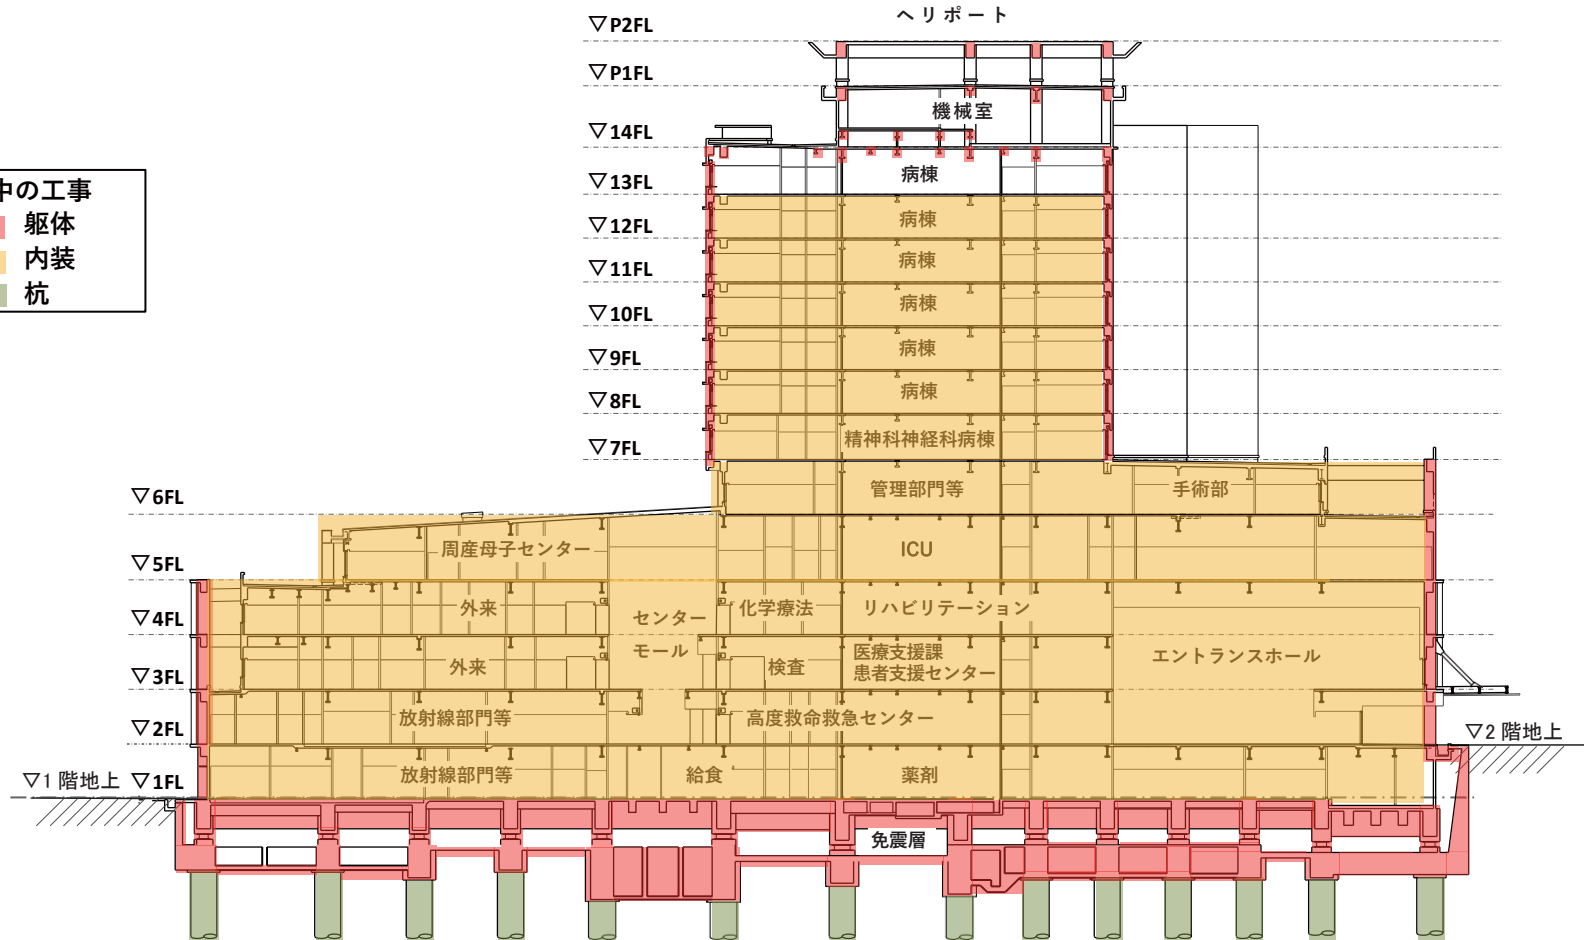 ヘリポート
▽P2FL
▽P1FL
機械室
▽14FL
病棟
▽13FL
中の工事
躯体
内装
杭
病棟
▽12FL
病棟
▽11FL
病棟
▽10FL
病棟
▽9FL
病棟
▽8FL
精神科神経科病棟
▽7FL
管理部門等
手術部
▽6FL
周産母子センター
ICU
▽5FL
外来
センター
モール
化学療法
リハビリテーション
▽4FL
外来
検査
医療支援課
患者支援センター
エントランスホール
▽3FL
放射線部門等
高度救命救急センター
▽2FL
▽2階地上
放射線部門等
給食
薬剤
▽1階地上
▽1FL
免震層